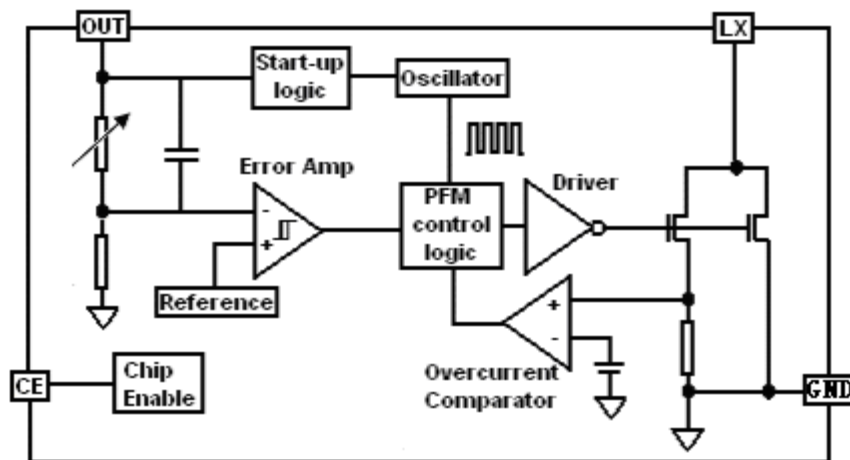 OUT
LX
Start-up
logic
Oscillator
Error Amp
Driver
PFM
control
logic
-
+
Reference
+
-
Chip
Enable
CE
Overcurrent
Comparator
GND